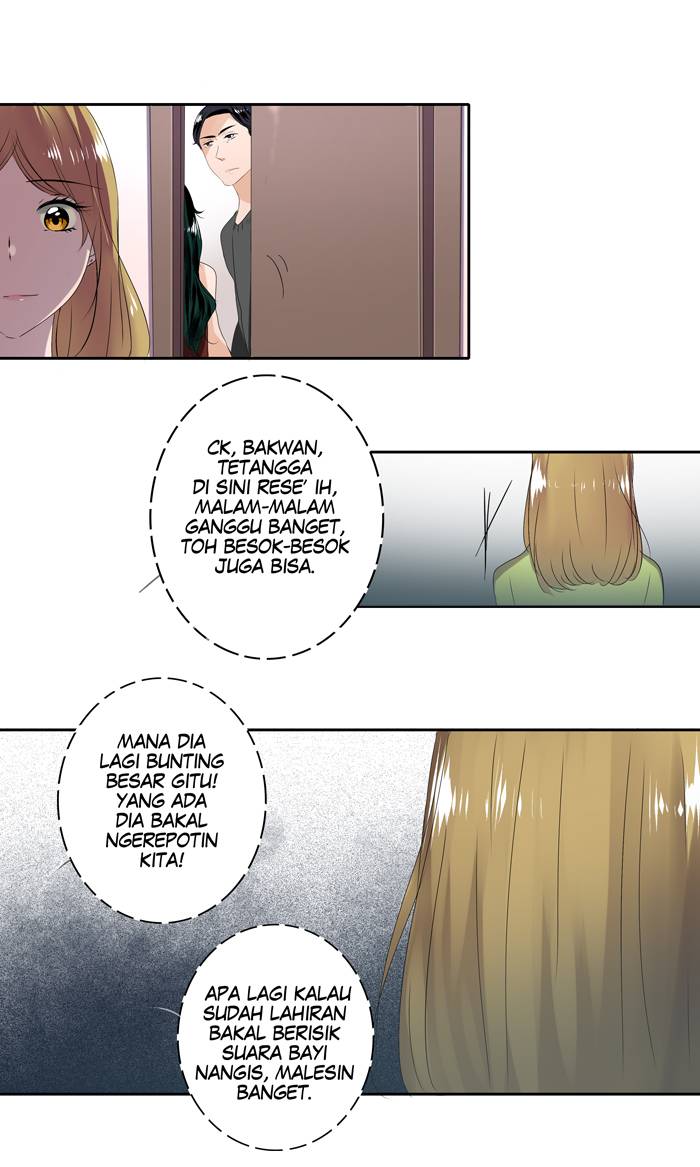 CK, BAKWAN,
TETANGGA
DI SINI RESE' IH,
MALAM-MALAM
GANGGU BANGET,
TOH BESOK-BESOK
JUGA BISA.
MANA DIA
LAGI BUNTING
BESAR GITU!
YANG ADA
DIA BAKAL
NGEREPOTIN
KITA!
APA LAGI KALAU
SUDAH LAHIRAN
BAKAL BERISIK
SUARA BAYI
NANGIS, MALESIN
BANGET.